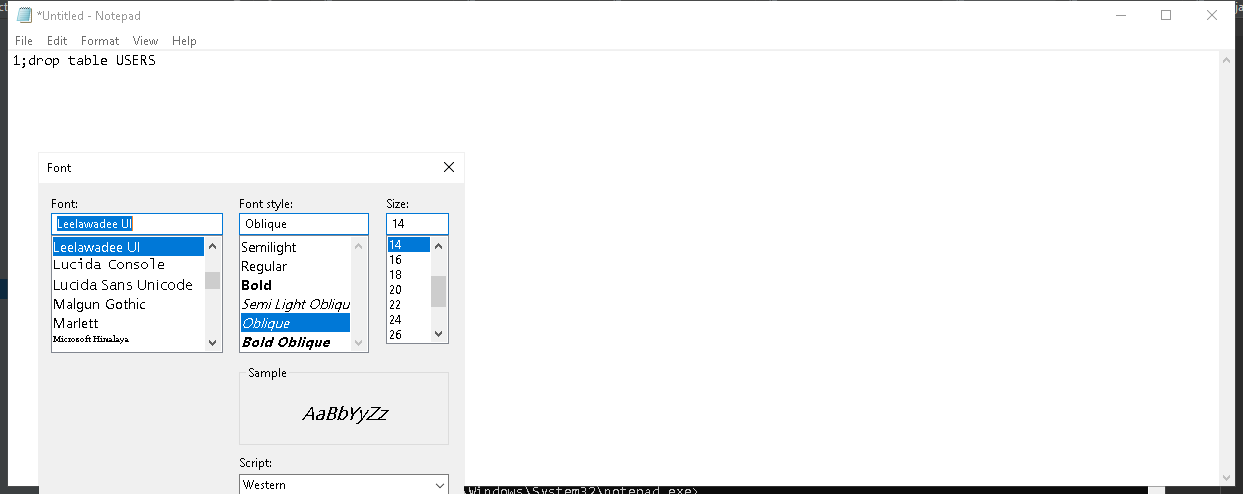 *Untitled - Notepad
File Edit Format View Help
1;drop table USERS
Font
Font: Font style: Size:
Leelawadee UI Oblique 14
Leelawadee UI Semilight 14
Lucida Console Regular 16
Lucida Sans Unicode Bold 18
Malgun Gothic Semi Light Obliqu 20
Marlett Oblique 22
Microsoft Himalaya Bold Oblique 24
26
Sample
AaBbYyZz
Script:
Western
\Windows\System32\notepad.exe>